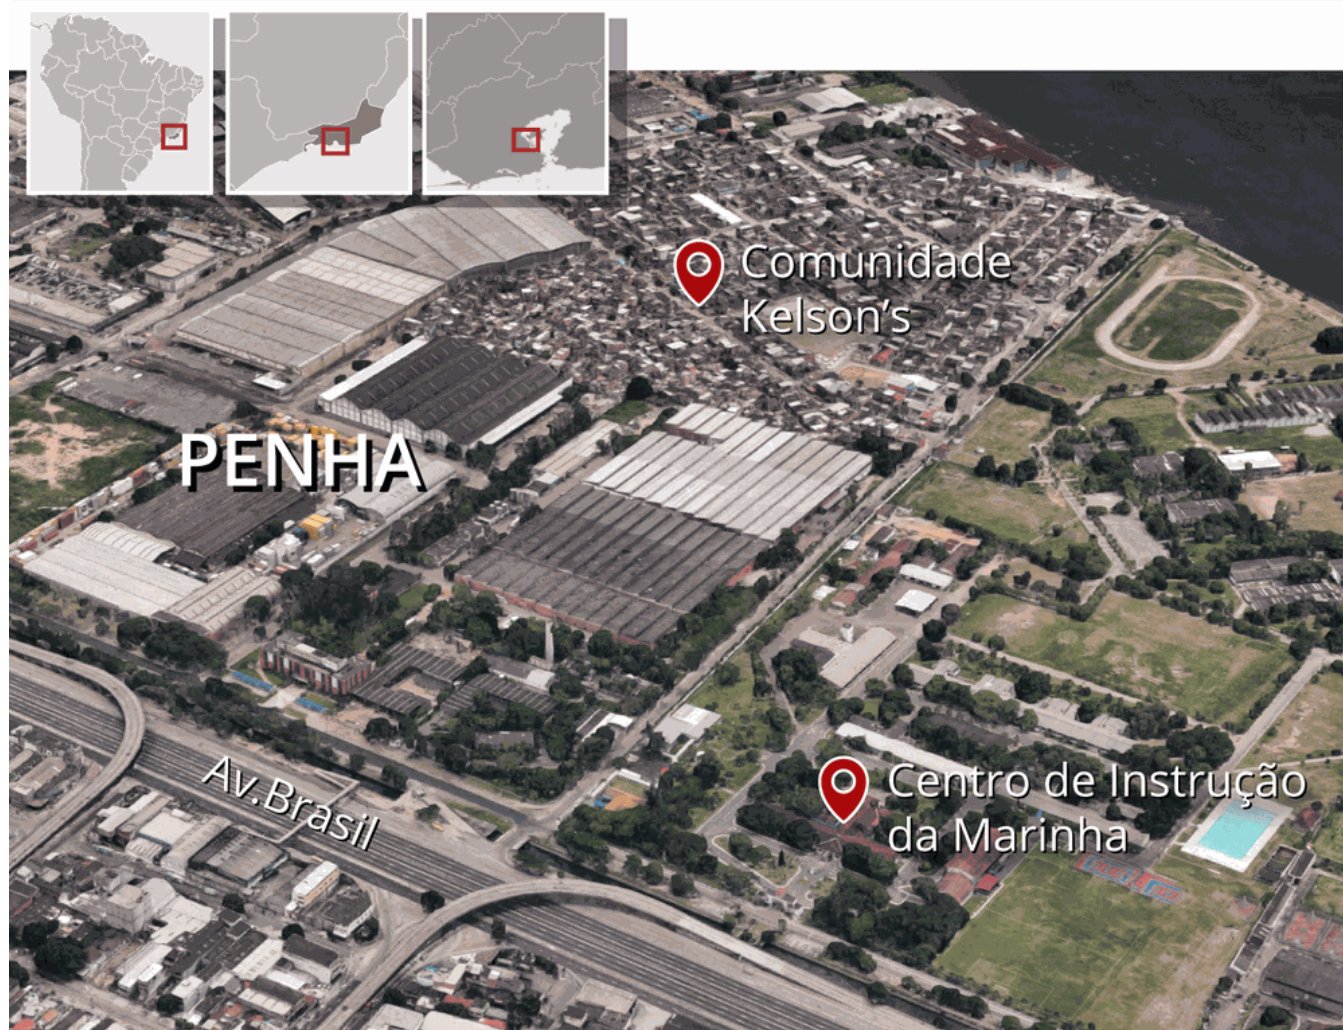 Comunidade
Kelson's
PENHA
Av.Brasil
Centro de Instrução
da Marinha